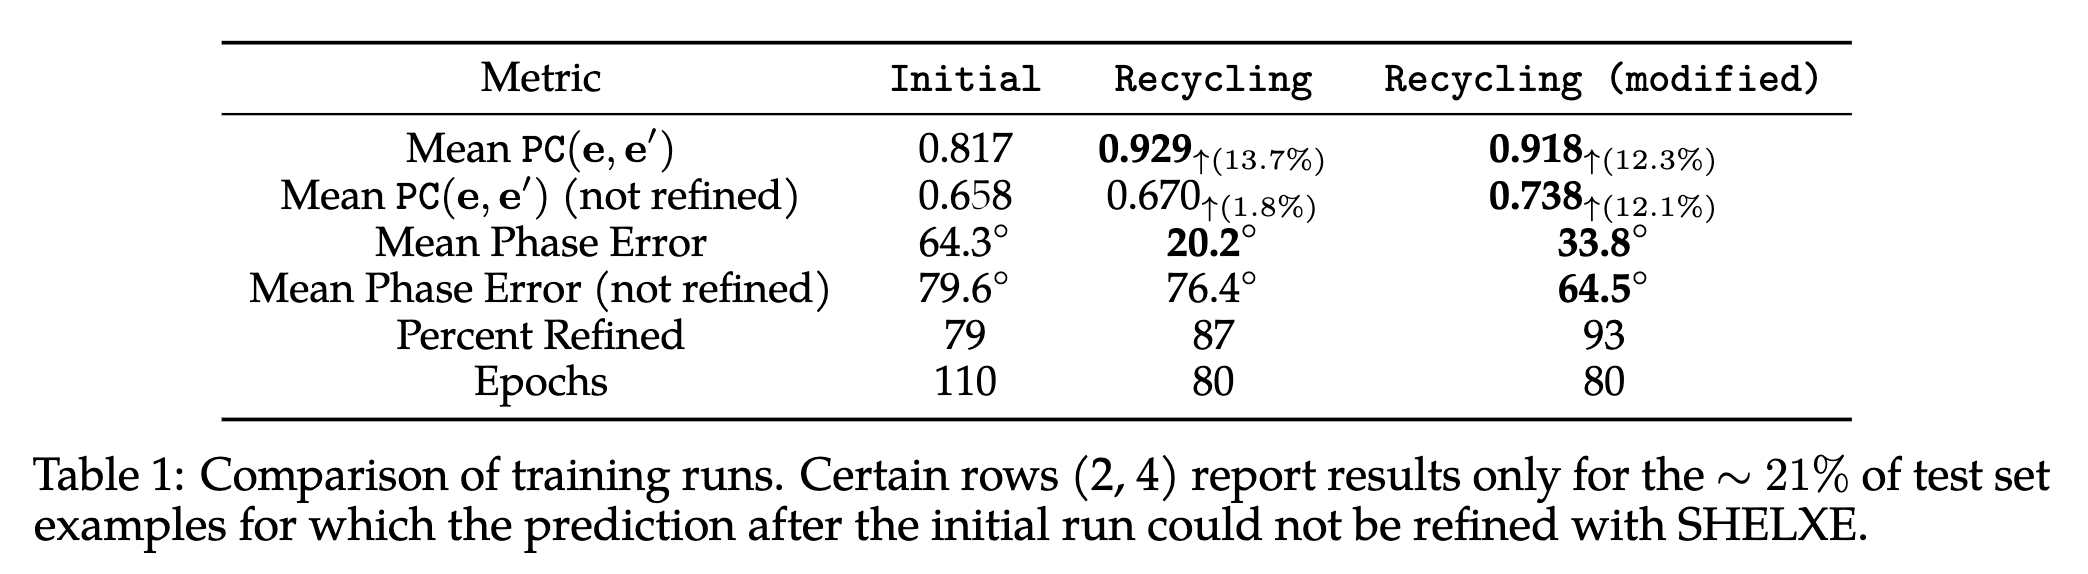 Metric Initial Recycling Recycling (modified)
Mean PC(e, e′) 0.817 0.929↑(13.7%) 0.918↑(12.3%)
Mean PC(e, e′) (not refined) 0.658 0.670↑(1.8%) 0.738↑(12.1%)
Mean Phase Error 64.3° 20.2° 33.8°
Mean Phase Error (not refined) 79.6° 76.4° 64.5°
Percent Refined 79 87 93
Epochs 110 80 80
Table 1: Comparison of training runs. Certain rows (2, 4) report results only for the ∼ 21% of test set
examples for which the prediction after the initial run could not be refined with SHELXE.